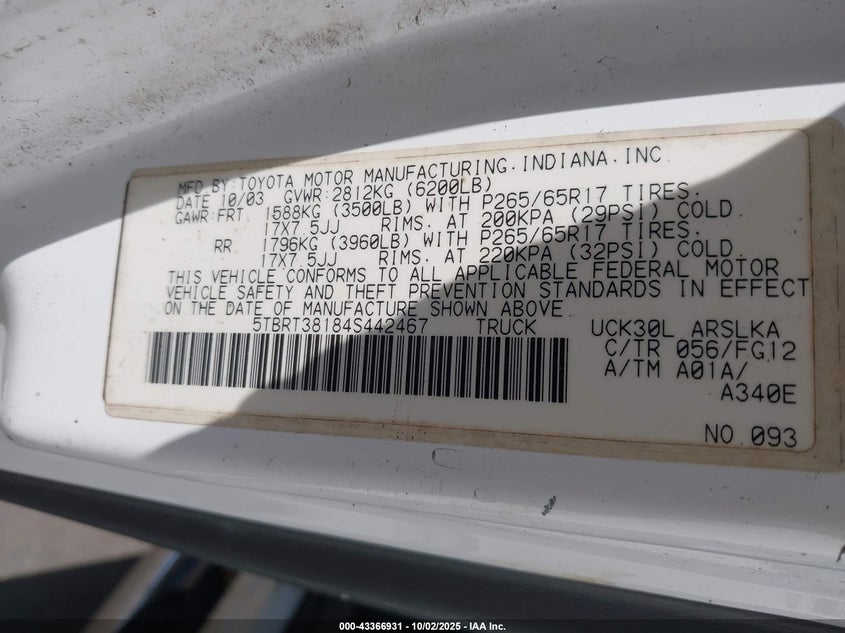 MFD BY:TOYOTA MOTOR MANUFACTURING.INDIANA.INC.
DATE 10/03 GVWR:2812KG (6200LB)
GAWR:FRT. 1588KG (3500LB) WITH P265/65R17 TIRES.
17X7.5JJ RIMS. AT 200KPA (29PSI) COLD.
RR. 1796KG (3960LB) WITH P265/65R17 TIRES.
17X7.5JJ RIMS. AT 220KPA (32PSI) COLD.
THIS VEHICLE CONFORMS TO ALL APPLICABLE FEDERAL MOTOR
VEHICLE SAFETY AND THEFT PREVENTION STANDARDS IN EFFECT
ON THE DATE OF MANUFACTURE SHOWN ABOVE.
5TBRT38184S442467 TRUCK UCK30L ARSLKA
C/TR 056/FG12
A/TM A01A/
A340E
NO.093
000-43366931 - 10/02/2025 - IAA Inc.